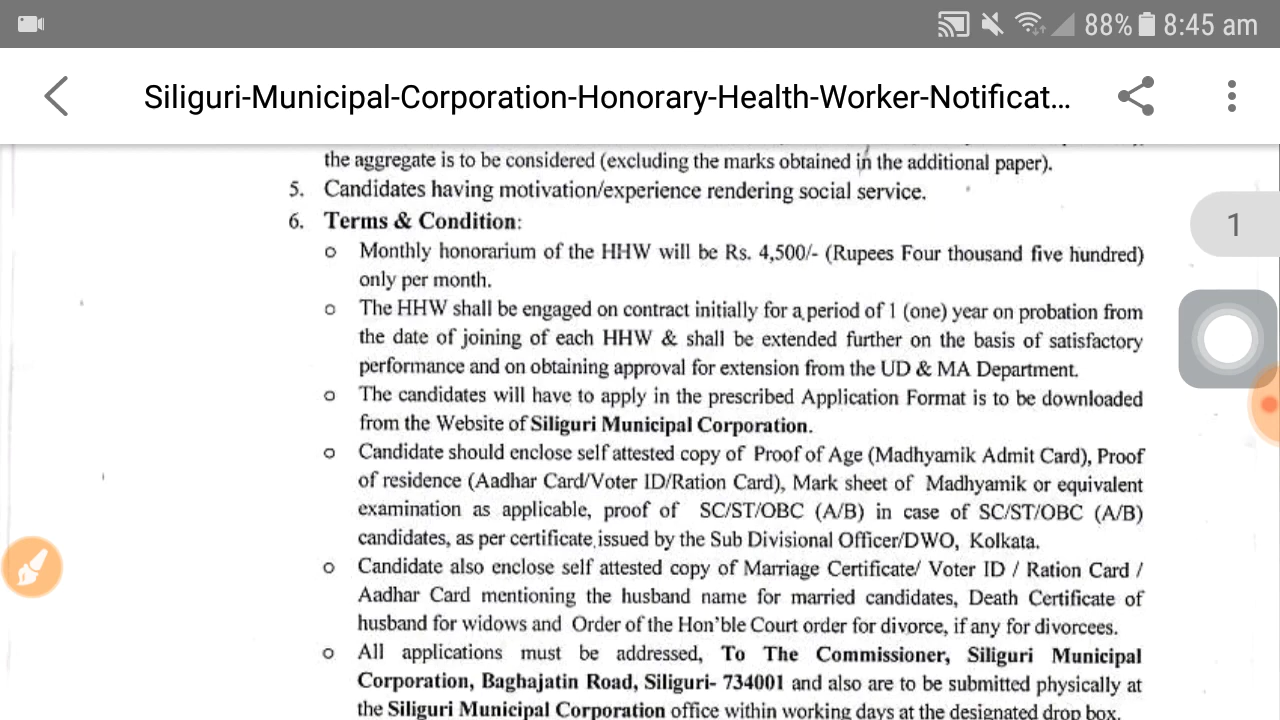 88% 8:45 am
Siliguri-Municipal-Corporation-Honorary-Health-Worker-Notificat...
the aggregate is to be considered (excluding the marks obtained in the additional paper).
5. Candidates having motivation/experience rendering social service.
1
6. Terms & Condition:
o Monthly honorarium of the HHW will be Rs. 4,500/- (Rupees Four thousand five hundred)
only per month.
o The HHW shall be engaged on contract initially for a period of 1 (one) year on probation from
the date of joining of each HHW & shall be extended further on the basis of satisfactory
performance and on obtaining approval for extension from the UD & MA Department.
o The candidates will have to apply in the prescribed Application Format is to be downloaded
from the Website of Siliguri Municipal Corporation.
o Candidate should enclose self attested copy of Proof of Age (Madhyamik Admit Card), Proof
of residence (Aadhar Card/Voter ID/Ration Card), Mark sheet of Madhyamik or equivalent
examination as applicable, proof of SC/ST/OBC (A/B) in case of SC/ST/OBC (A/B)
candidates, as per certificate issued by the Sub Divisional Officer/DWO, Kolkata.
o Candidate also enclose self attested copy of Marriage Certificate/ Voter ID / Ration Card /
Aadhar Card mentioning the husband name for married candidates, Death Certificate of
husband for widows and Order of the Hon'ble Court order for divorce, if any for divorcees.
o All applications must be addressed, To The Commissioner, Siliguri Municipal
Corporation, Baghajatin Road, Siliguri- 734001 and also are to be submitted physically at
the Siliguri Municipal Corporation office within working days at the designated drop box.